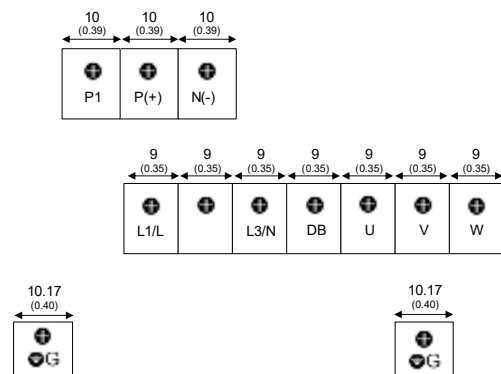 10 10 10
(0.39) (0.39) (0.39)
P1 P(+) N(-)
9 9 9 9 9 9 9
(0.35) (0.35) (0.35) (0.35) (0.35) (0.35) (0.35)
L1/L L3/N DB U V W
10.17 10.17
(0.40) (0.40)
G G